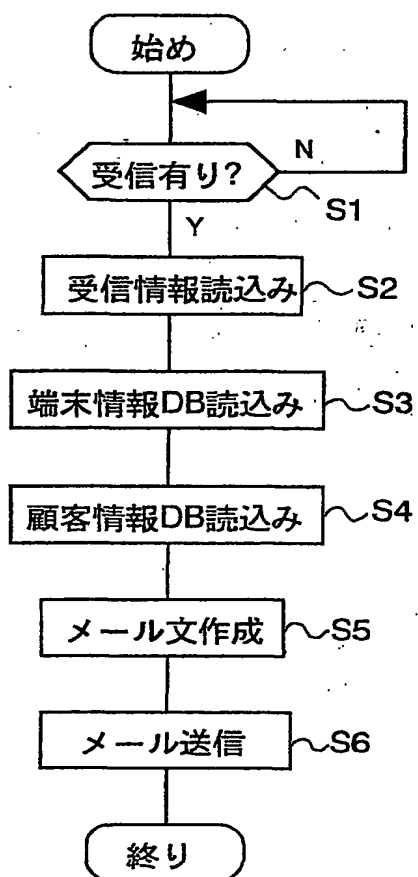 始め
受信有り?
N
S1
Y
受信情報読込み
S2
端末情報DB読込み
S3
顧客情報DB読込み
S4
メール文作成
S5
メール送信
S6
終り